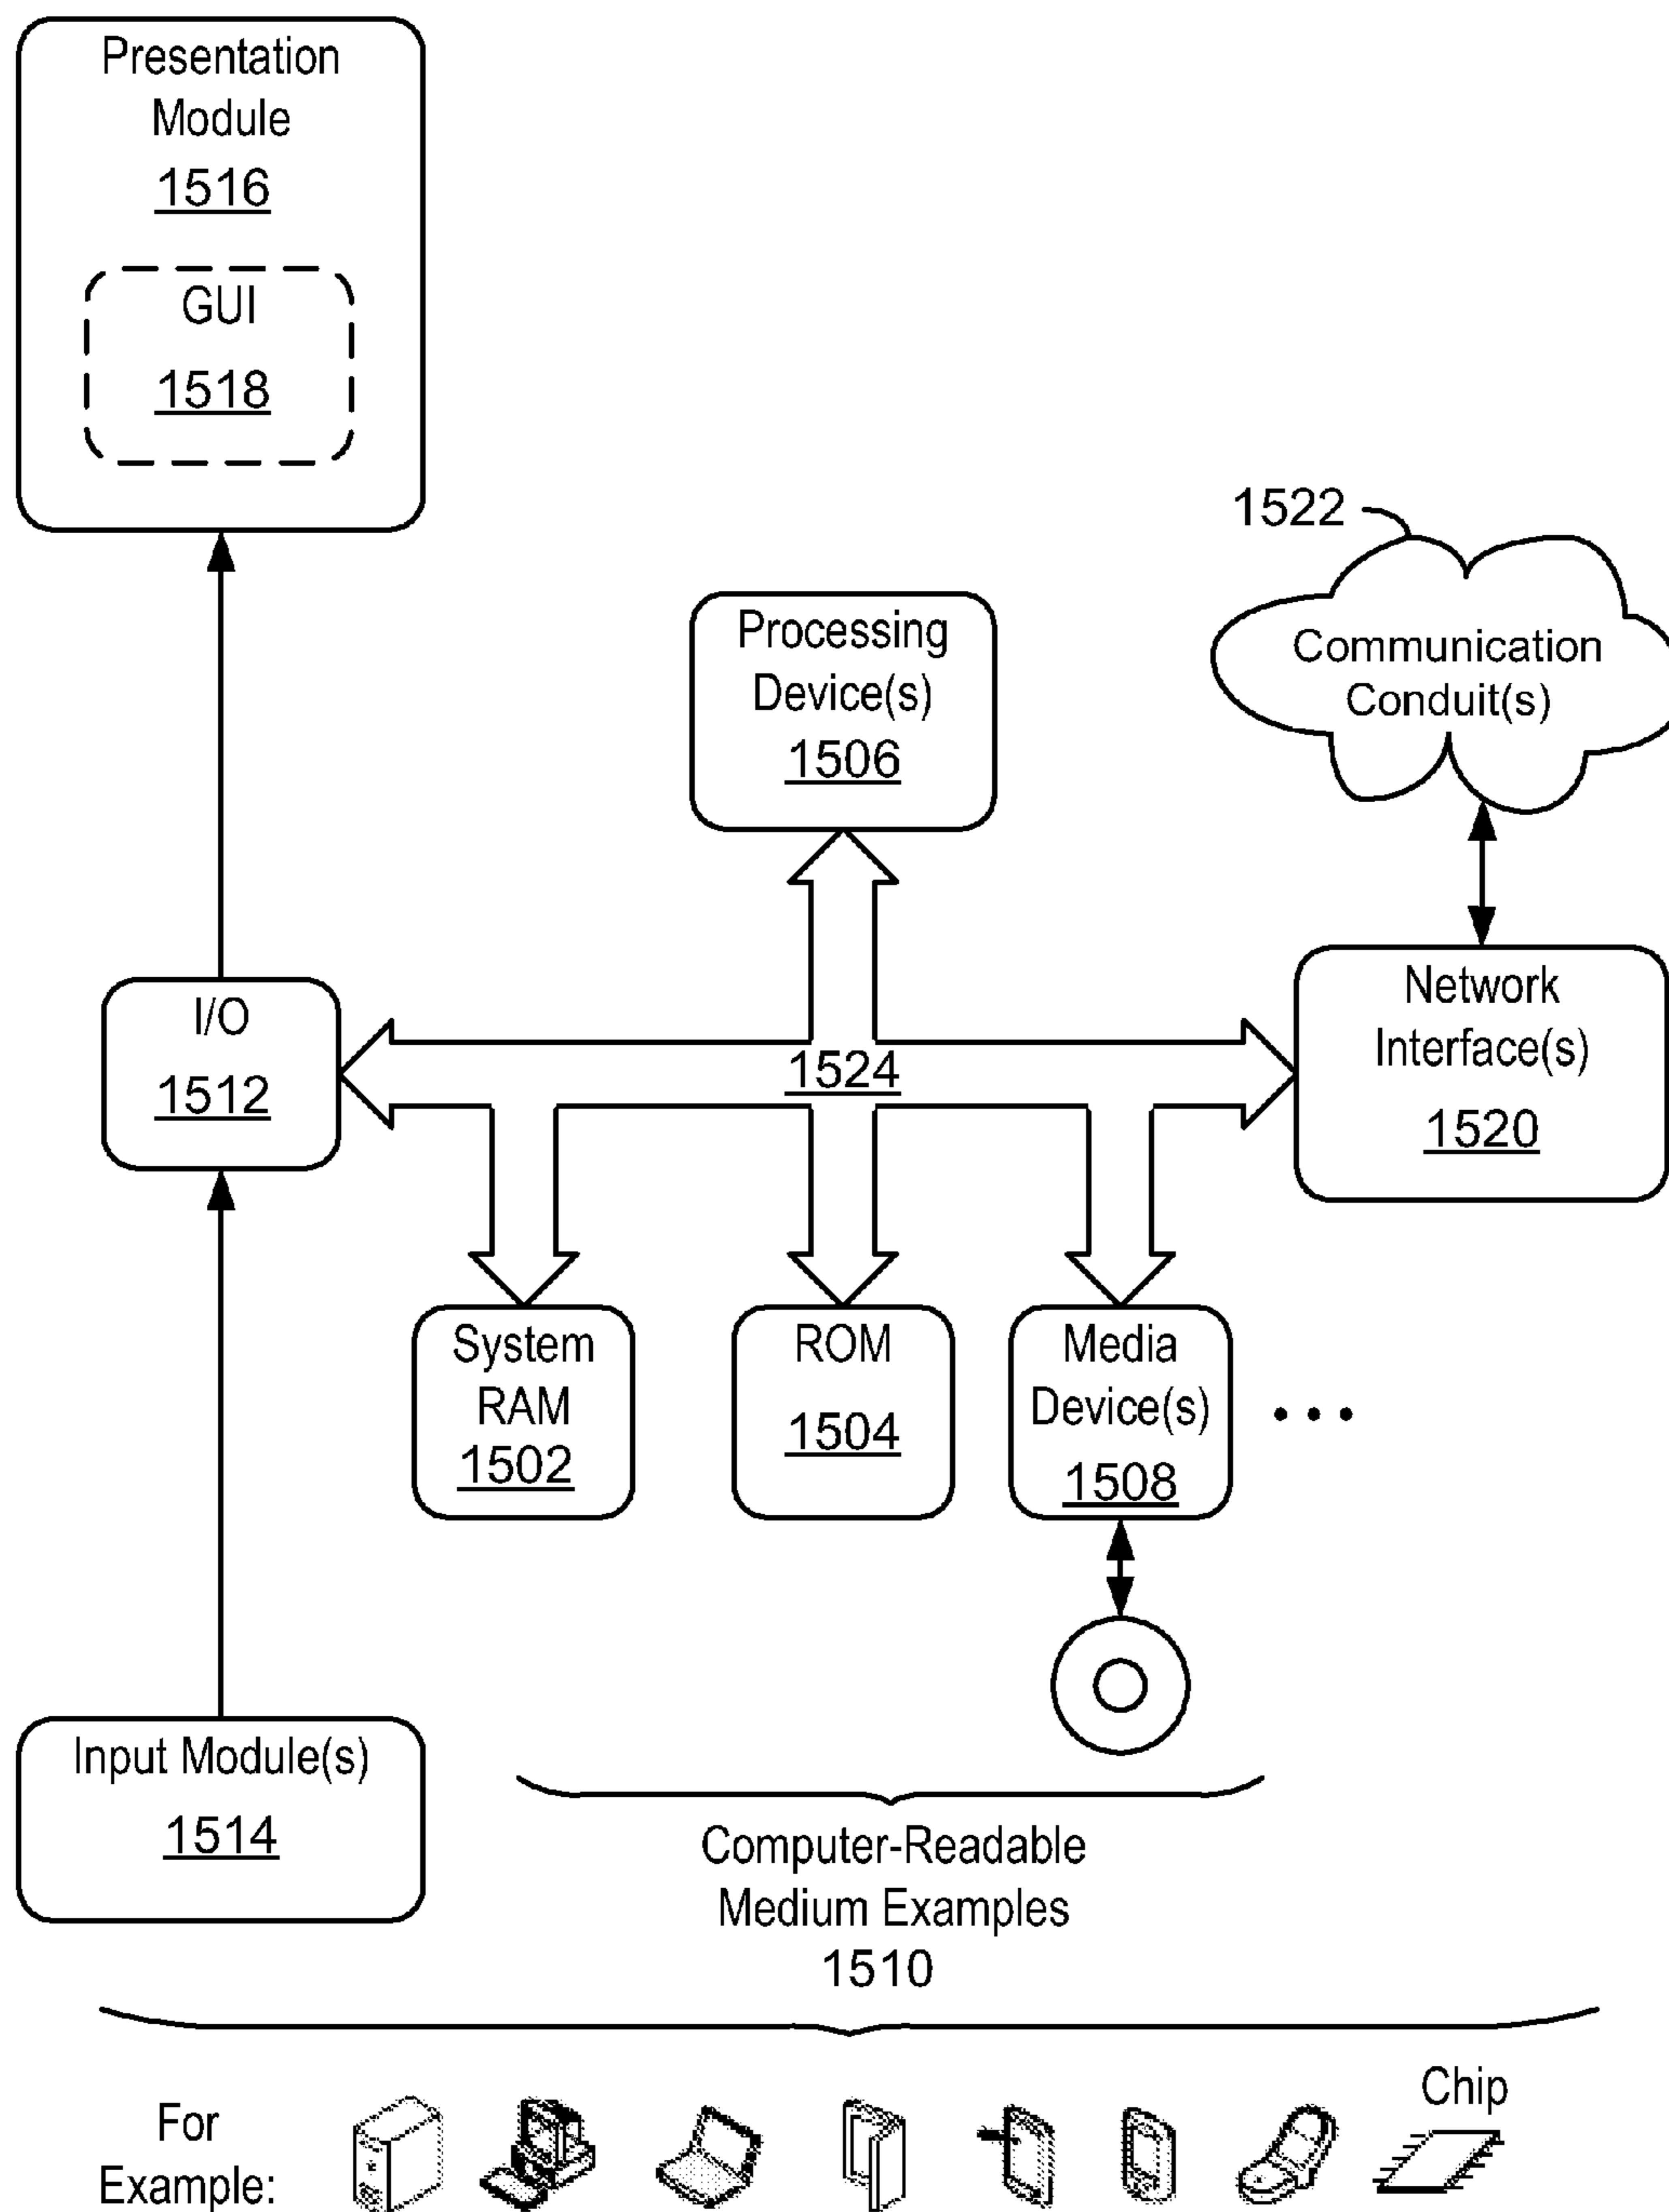 Presentation
Module
1516
GUI
1518
1522
Communication
Conduit(s)
Processing
Device(s)
1506
Network
Interface(s)
1520
I/O
1512
1524
System
RAM
1502
ROM
1504
Media
Device(s)
1508
• • •
Input Module(s)
1514
Computer-Readable
Medium Examples
1510
For
Example:
Chip